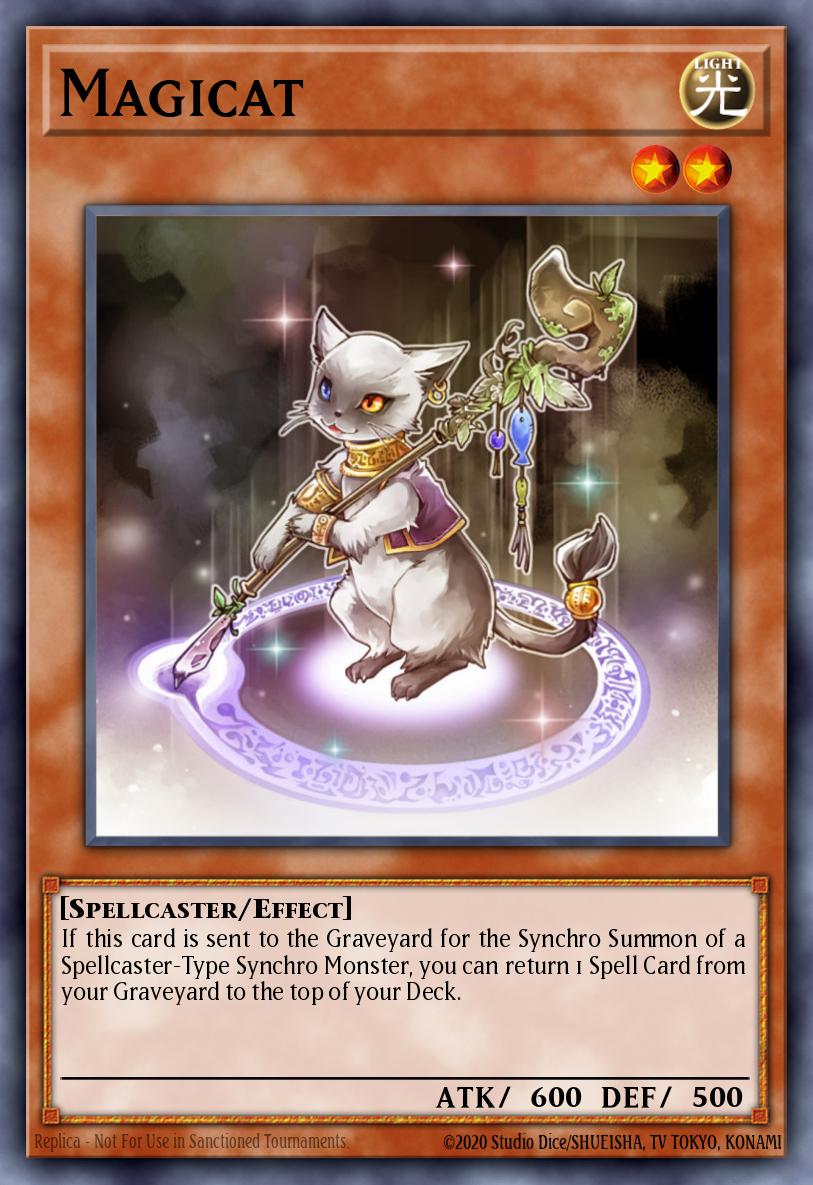 Magicat
LIGHT
光
[Spellcaster/Effect]
If this card is sent to the Graveyard for the Synchro Summon of a
Spellcaster-Type Synchro Monster, you can return 1 Spell Card from
your Graveyard to the top of your Deck.
ATK/ 600 DEF/ 500
Replica - Not For Use in Sanctioned Tournaments.
©2020 Studio Dice/SHUEISHA, TV TOKYO, KONAMI